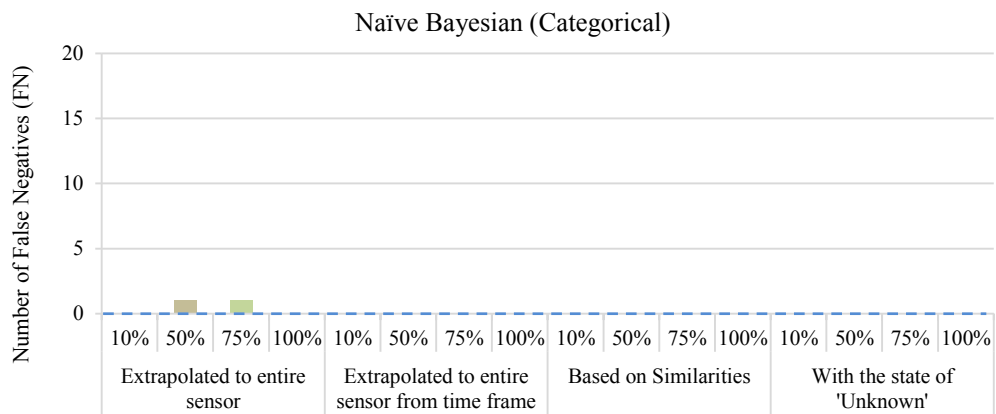 Naïve Bayesian (Categorical)
Number of False Negatives (FN)
20
15
10
5
0
10% 50% 75% 100% 10% 50% 75% 100% 10% 50% 75% 100% 10% 50% 75% 100%
Extrapolated to entire
sensor
Extrapolated to entire
sensor from time frame
Based on Similarities
With the state of
'Unknown'